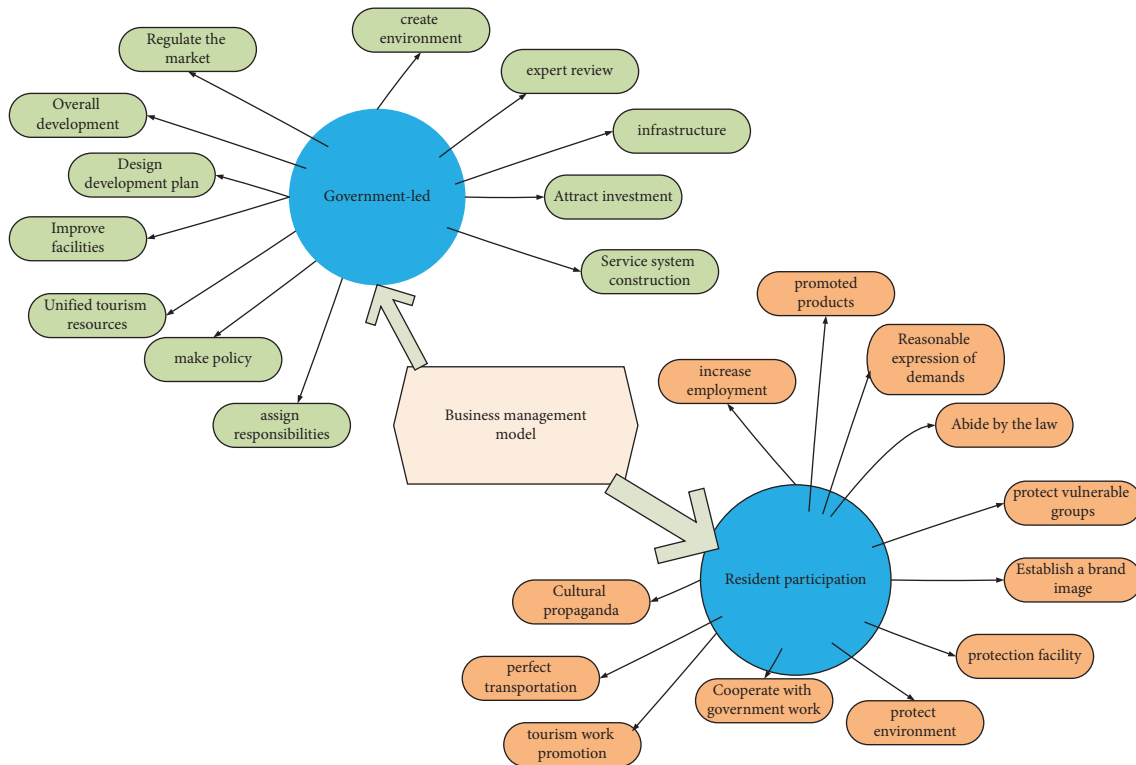 create
environment
Regulate the
market
expert review
Overall
development
infrastructure
Design
development plan
Government-led
Attract investment
Improve
facilities
Service system
construction
Unified tourism
resources
make policy
assign
responsibilities
Business management
model
promoted
products
Reasonable
expression of
demands
increase
employment
Abide by the law
protect vulnerable
groups
Resident participation
Establish a brand
image
Cultural
propaganda
protection facility
perfect
transportation
Cooperate with
government work
protect
environment
tourism work
promotion